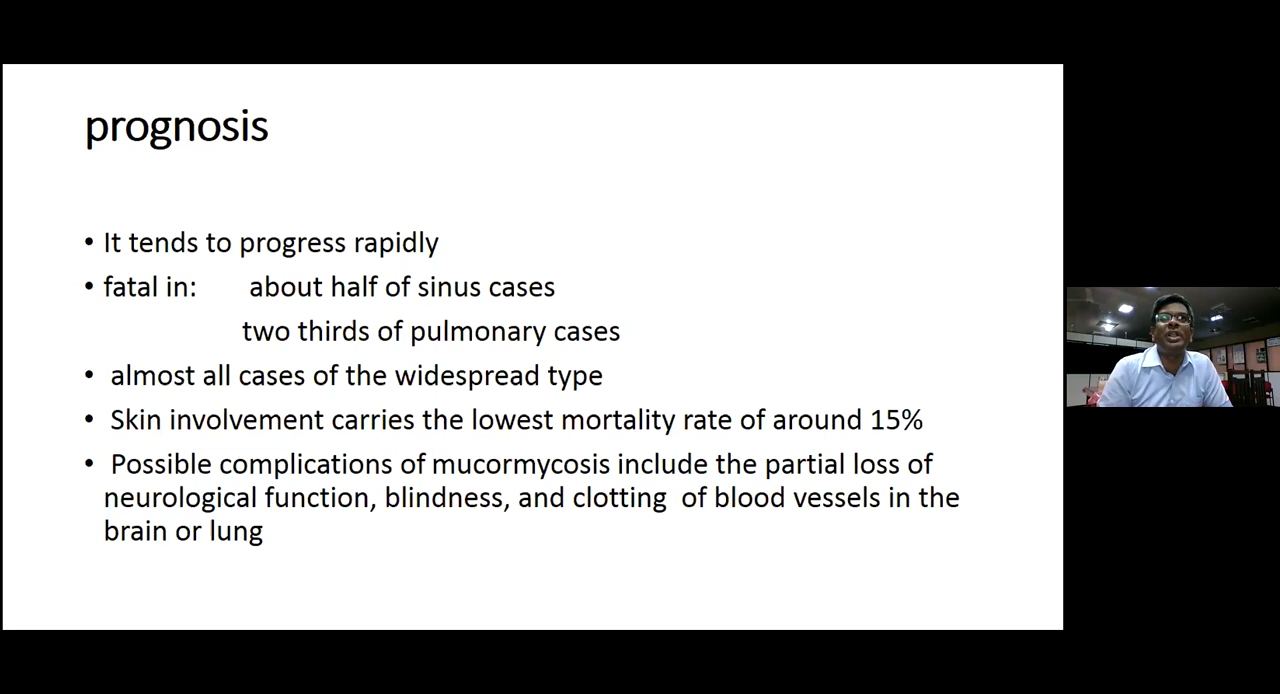 prognosis
• It tends to progress rapidly
• fatal in: about half of sinus cases
two thirds of pulmonary cases
• almost all cases of the widespread type
• Skin involvement carries the lowest mortality rate of around 15%
• Possible complications of mucormycosis include the partial loss of
neurological function, blindness, and clotting of blood vessels in the
brain or lung